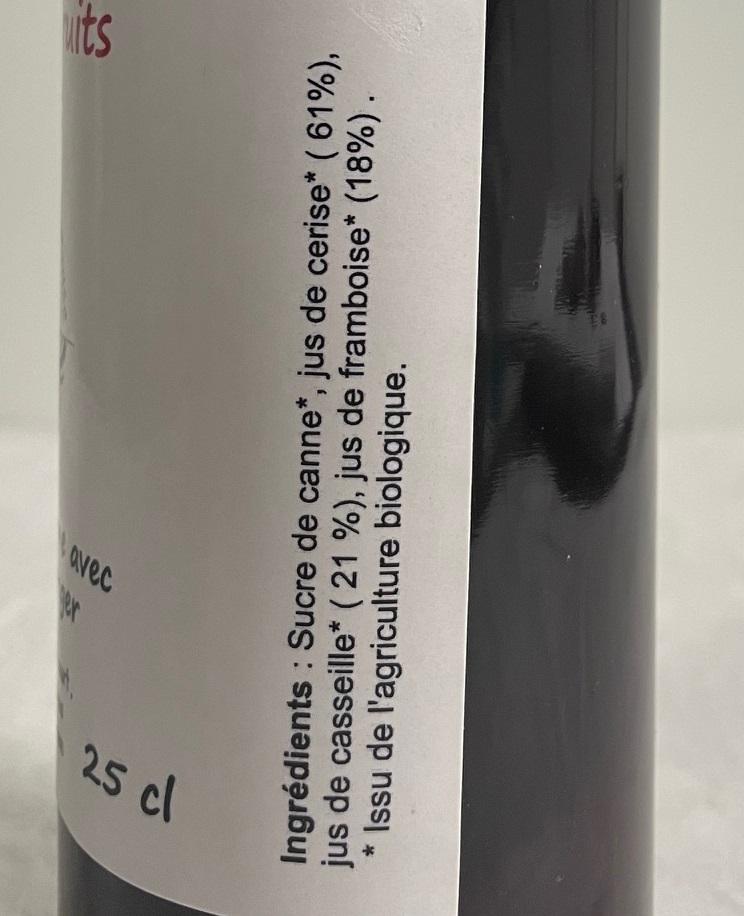 avec
25 cl
Ingrédients : Sucre de canne*, jus de cerise* ( 61%),
jus de casseille* ( 21 %), jus de framboise* (18%) .
* Issu de l'agriculture biologique.